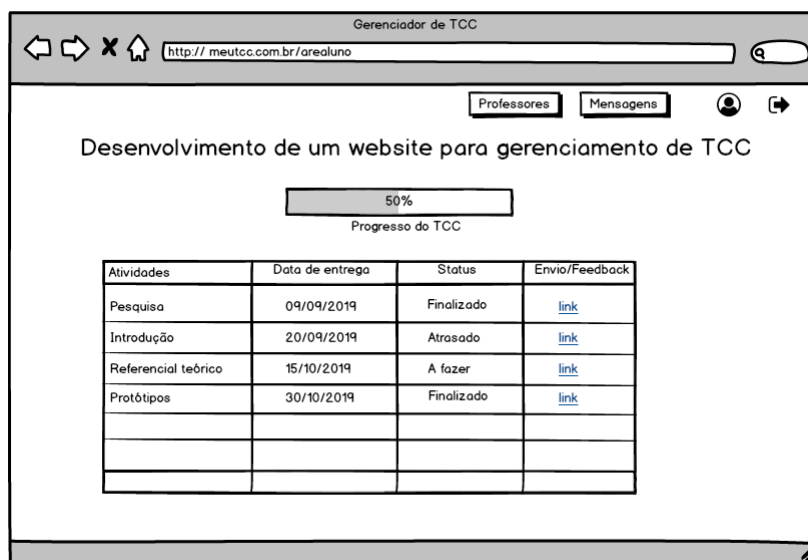 Gerenciador de TCC
http:// meutcc.com.br/arealuno
Professores Mensagens
Desenvolvimento de um website para gerenciamento de TCC
50%
Progresso do TCC
Atividades Data de entrega Status Envio/Feedback
Pesquisa 09/09/2019 Finalizado link
Introdução 20/09/2019 Atrasado link
Referencial teórico 15/10/2019 A fazer link
Protótipos 30/10/2019 Finalizado link